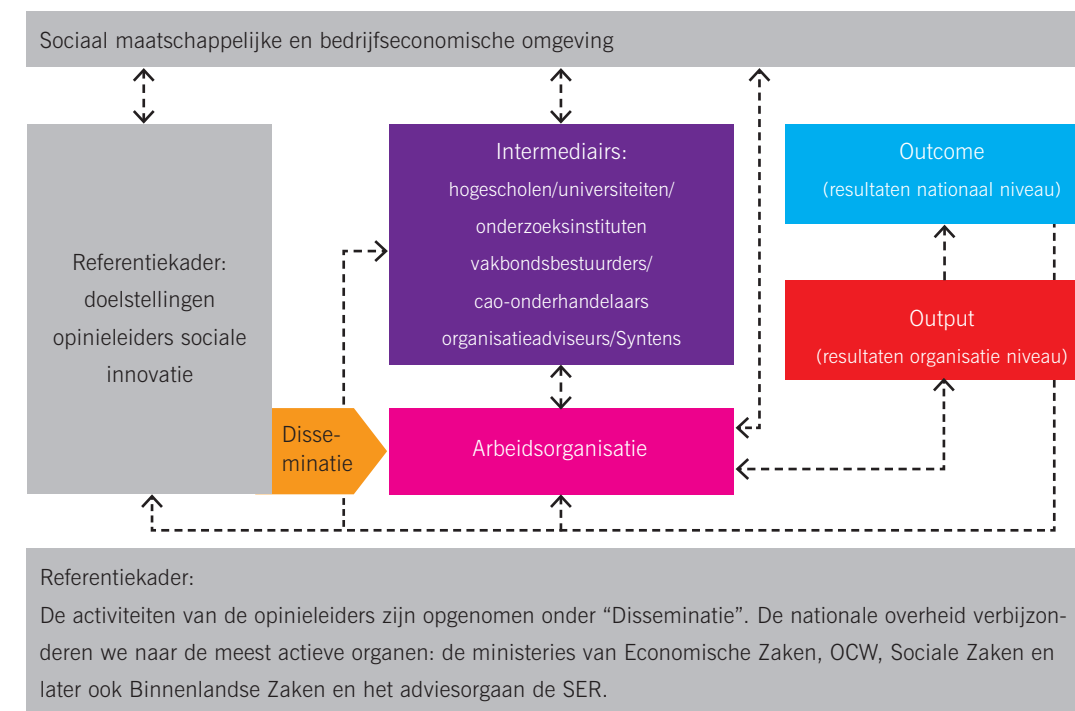 Sociaal maatschappelijke en bedrijfseconomische omgeving
Referentiekader:
doelstellingen
opinieleiders sociale
innovatie
Disse-
minatie
Intermediairs:
hogescholen/universiteiten/
onderzoeksinstituten
vakbondsbestuurders/
cao-onderhandelaars
organisatieadviseurs/Syntens
Arbeidsorganisatie
Outcome
(resultaten nationaal niveau)
Output
(resultaten organisatie niveau)
Referentiekader:
De activiteiten van de opinieleiders zijn opgenomen onder “Disseminatie”. De nationale overheid verbijzon-
deren we naar de meest actieve organen: de ministeries van Economische Zaken, OCW, Sociale Zaken en
later ook Binnenlandse Zaken en het adviesorgaan de SER.